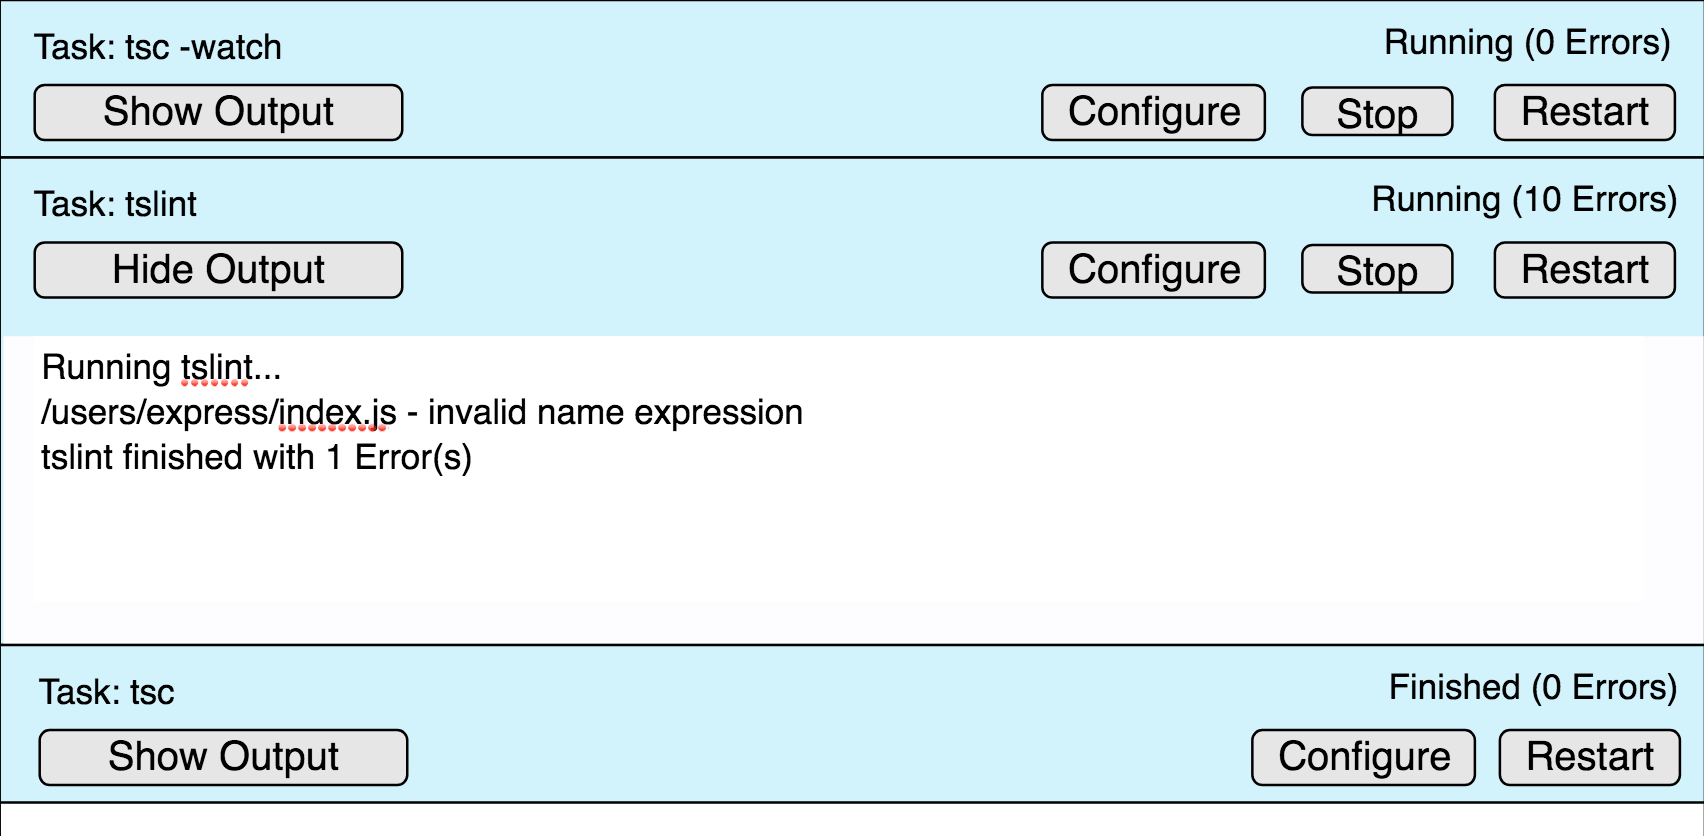 Task: tsc -watch
Running (0 Errors)
Show Output
Configure
Stop
Restart
Task: tslint
Running (10 Errors)
Hide Output
Configure
Stop
Restart
Running tslint...
/users/express/index.js - invalid name expression
tslint finished with 1 Error(s)
Task: tsc
Finished (0 Errors)
Show Output
Configure
Restart